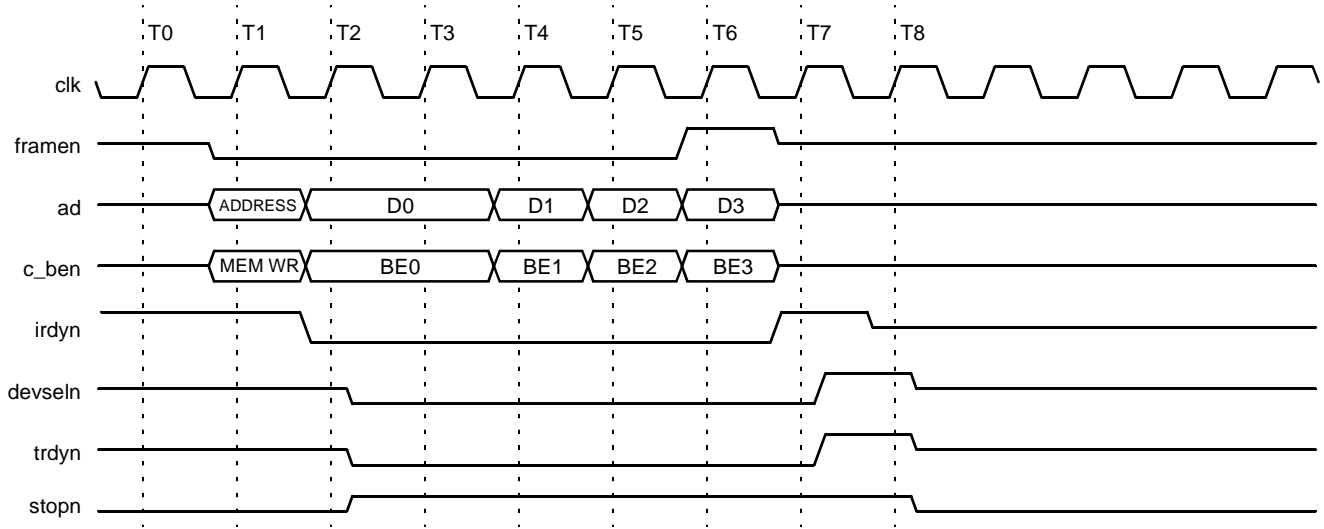 T0 T1 T2 T3 T4 T5 T6 T7 T8
clk
framen
ad ADDRESS D0 D1 D2 D3
c_ben MEM WR BE0 BE1 BE2 BE3
irdyn
devseln
trdyn
stopn